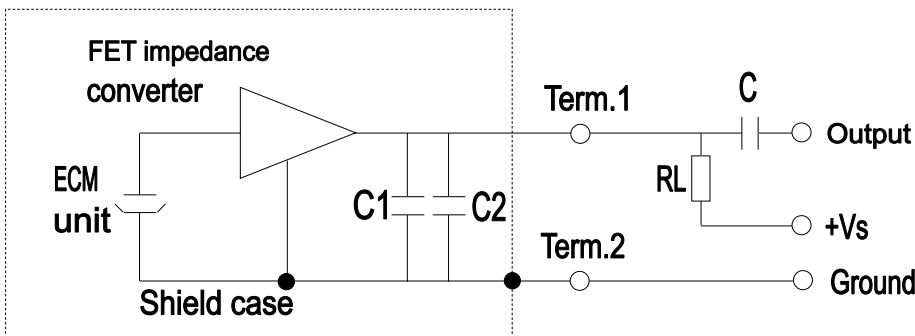 FET impedance
converter
ECM
unit
C1
C2
Shield case
Term.1
Term.2
C
RL
Output
+Vs
Ground